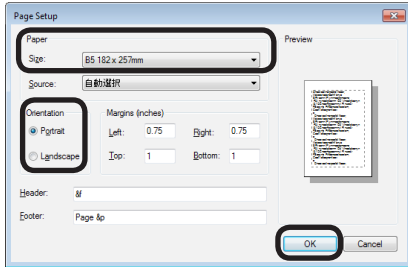 Page Setup
Paper
Size: B5 182 x 257mm
Source: 自動選択
Orientation
Portrait
Landscape
Margins (inches)
Left: 0.75 Right: 0.75
Top: 1 Bottom: 1
Header: &f
Footer: Page &p
Preview
OK Cancel